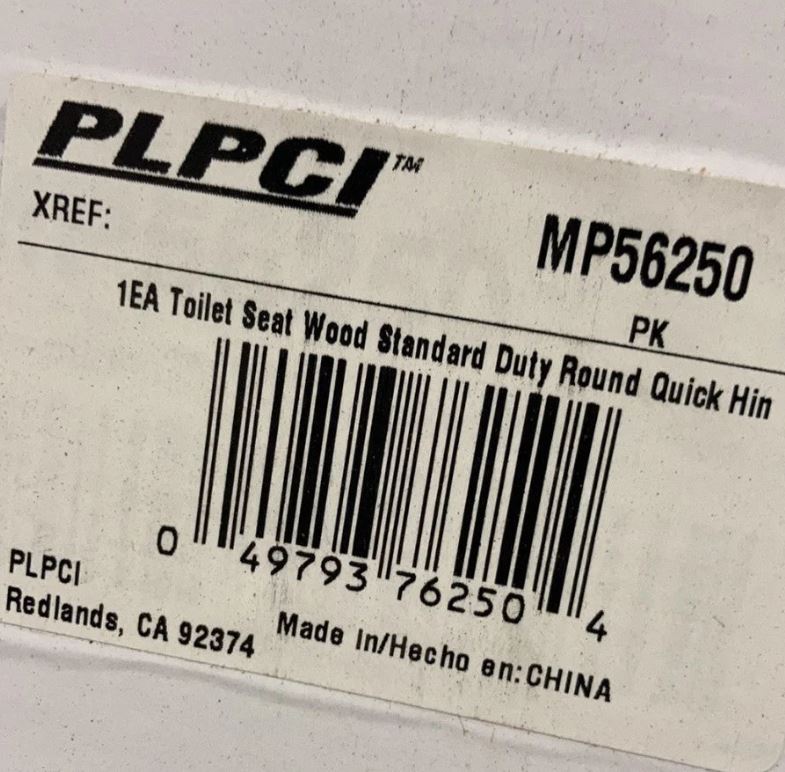 PLPCI™
XREF:
MP56250
PK
1EA Toilet Seat Wood Standard Duty Round Quick Hin
0 49793 76250 4
PLPCI
Redlands, CA 92374
Made in/Hecho en: CHINA